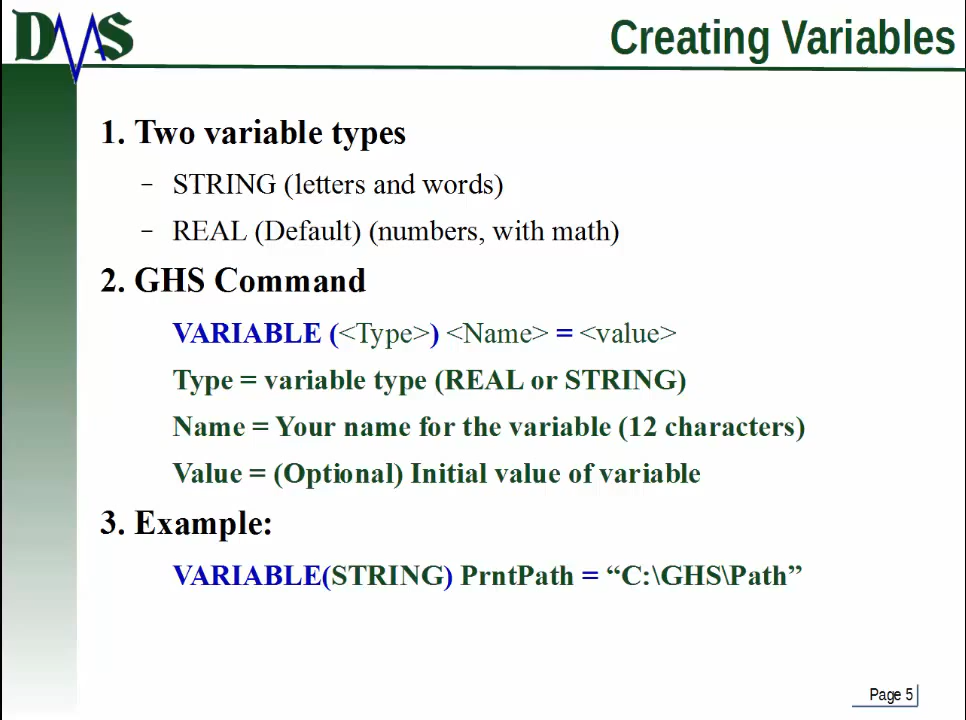 DMS
Creating Variables
1. Two variable types
– STRING (letters and words)
– REAL (Default) (numbers, with math)
2. GHS Command
VARIABLE (<Type>) <Name> = <value>
Type = variable type (REAL or STRING)
Name = Your name for the variable (12 characters)
Value = (Optional) Initial value of variable
3. Example:
VARIABLE(STRING) PrntPath = “C:\GHS\Path”
Page 5